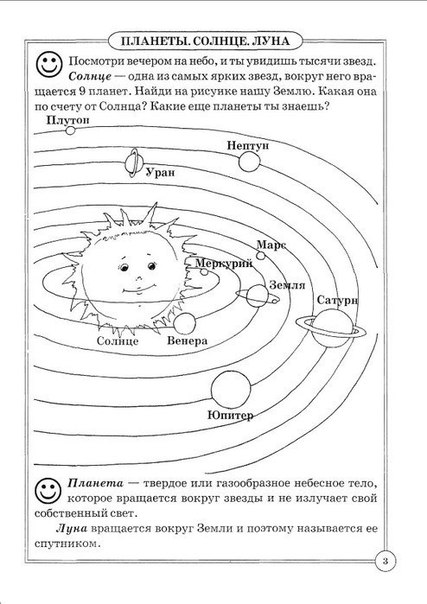 ПЛАНЕТЫ. СОЛНЦЕ. ЛУНА
Посмотри вечером на небо, и ты увидишь тысячи звезд.
Солнце — одна из самых ярких звезд, вокруг него вра-
щается 9 планет. Найди на рисунке нашу Землю. Какая она
по счету от Солнца? Какие еще планеты ты знаешь?
Плутон
Нептун
Уран
Марс
Меркурий
Земля
Сатурн
Солнце
Венера
Юпитер
Планета — твердое или газообразное небесное тело,
которое вращается вокруг звезды и не излучает свой
собственный свет.
Луна вращается вокруг Земли и поэтому называется ее
спутником.
3